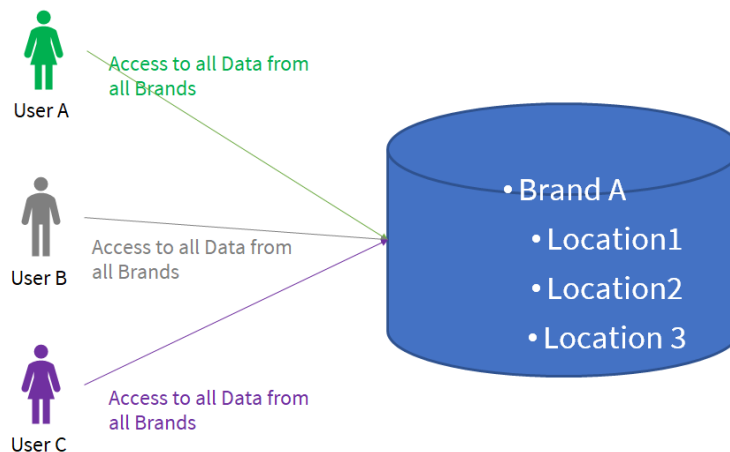 Access to all Data from
all Brands
User A
• Brand A
• Location1
• Location2
• Location 3
Access to all Data from
all Brands
User B
Access to all Data from
all Brands
User C